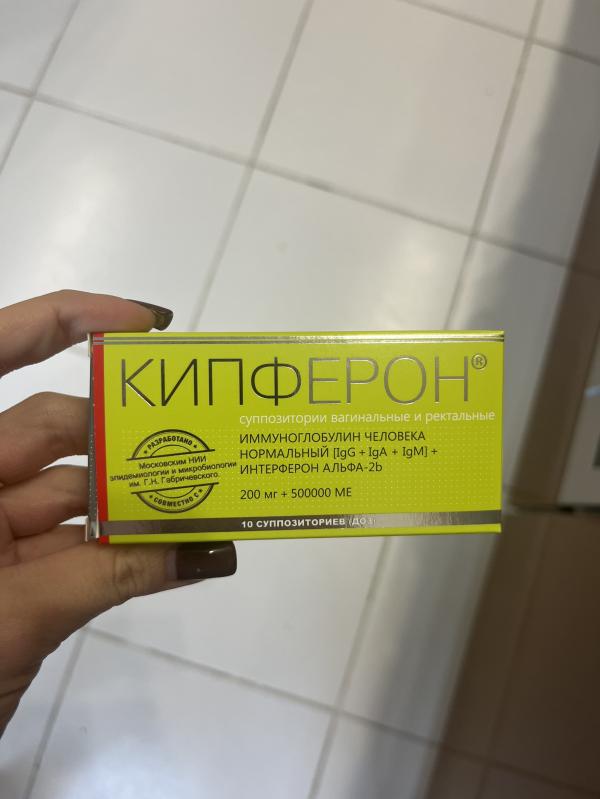 КИПФЕРОН®
суппозитории вагинальные и ректальные
ИММУНОГЛОБУЛИН ЧЕЛОВЕКА
НОРМАЛЬНЫЙ [IgG + IgA + IgM] +
ИНТЕРФЕРОН АЛЬФА-2b
200 мг + 500000 МЕ
• РАЗРАБОТАНО •
Московским НИИ
эпидемиологии и микробиологии
им. Г.Н. Габричевского.
• СОВМЕСТНО С •
10 СУППОЗИТОРИЕВ (ДОЗ)